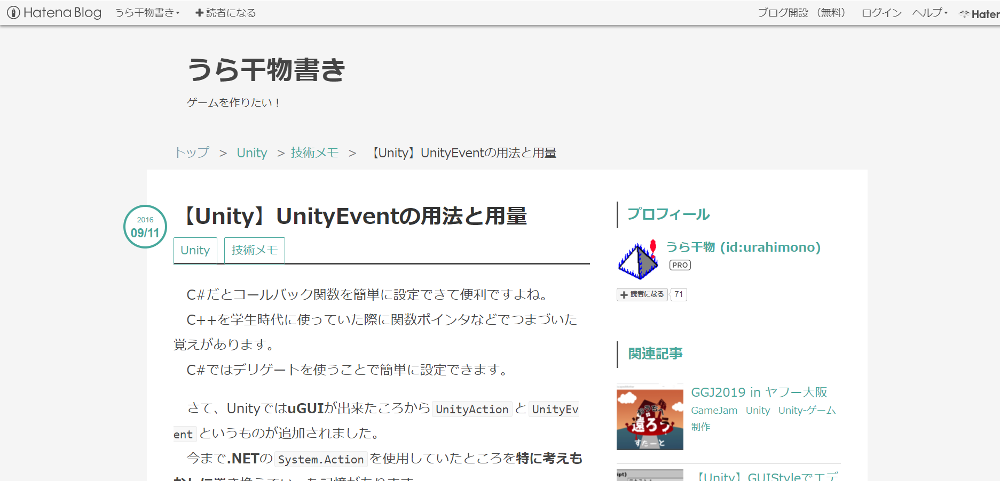 Hatena Blog うら干物書き 読者になる ブログ開設（無料） ログイン ヘルプ
うら干物書き
ゲームを作りたい！
トップ > Unity > 技術メモ > 【Unity】UnityEventの用法と用量
2016
09/11
【Unity】UnityEventの用法と用量
Unity 技術メモ
C#だとコールバック関数を簡単に設定できて便利ですよね。
C++を学生時代に使っていた際に関数ポインタなどでつまづいた
覚えがあります。
C#ではデリゲートを使うことで簡単に設定できます。
さて、UnityではuGUIが出来たころから UnityAction と UnityEv
ent というものが追加されました。
今まで.NETの System.Action を使用していたところを特に考えも
プロフィール
うら干物 (id:urahimono)
PRO
読者になる 71
関連記事
おうちへ
遠ろう
すたーと
GGJ2019 in ヤフー大阪
GameJam Unity Unity-ゲーム
制作
【Unity】GUIStyleでエデ